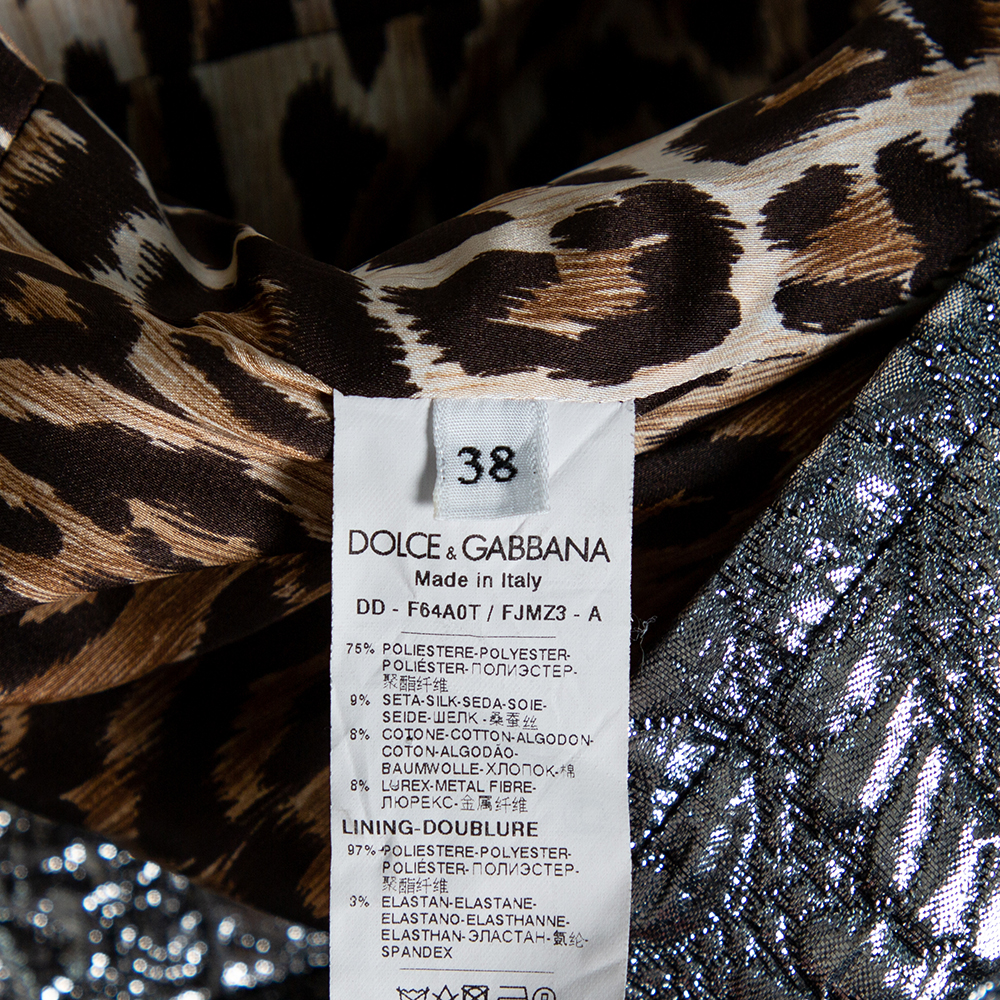 38
DOLCE & GABBANA
Made in Italy
DD - F64A0T / FJMZ3 - A
75% POLIESTERE-POLYESTER-
POLIÉSTER-ПОЛИЭСТЕР-
聚酯纤维
9% SETA-SILK-SEDA-SOIE-
SEIDE-ШЕЛК-桑蚕丝
8% COTONE-COTTON-ALGODON-
COTON-ALGODÃO-
BAUMWOLLE-ХЛОПОК-棉
8% LUREX-METAL FIBRE-
ЛЮРЕКС-金属纤维
LINING-DOUBLURE
97% POLIESTERE-POLYESTER-
POLIÉSTER-ПОЛИЭСТЕР-
聚酯纤维
3% ELASTAN-ELASTANE-
ELASTANO-ELASTHANNE-
ELASTHAN-ЭЛАСТАН-氨纶-
SPANDEX